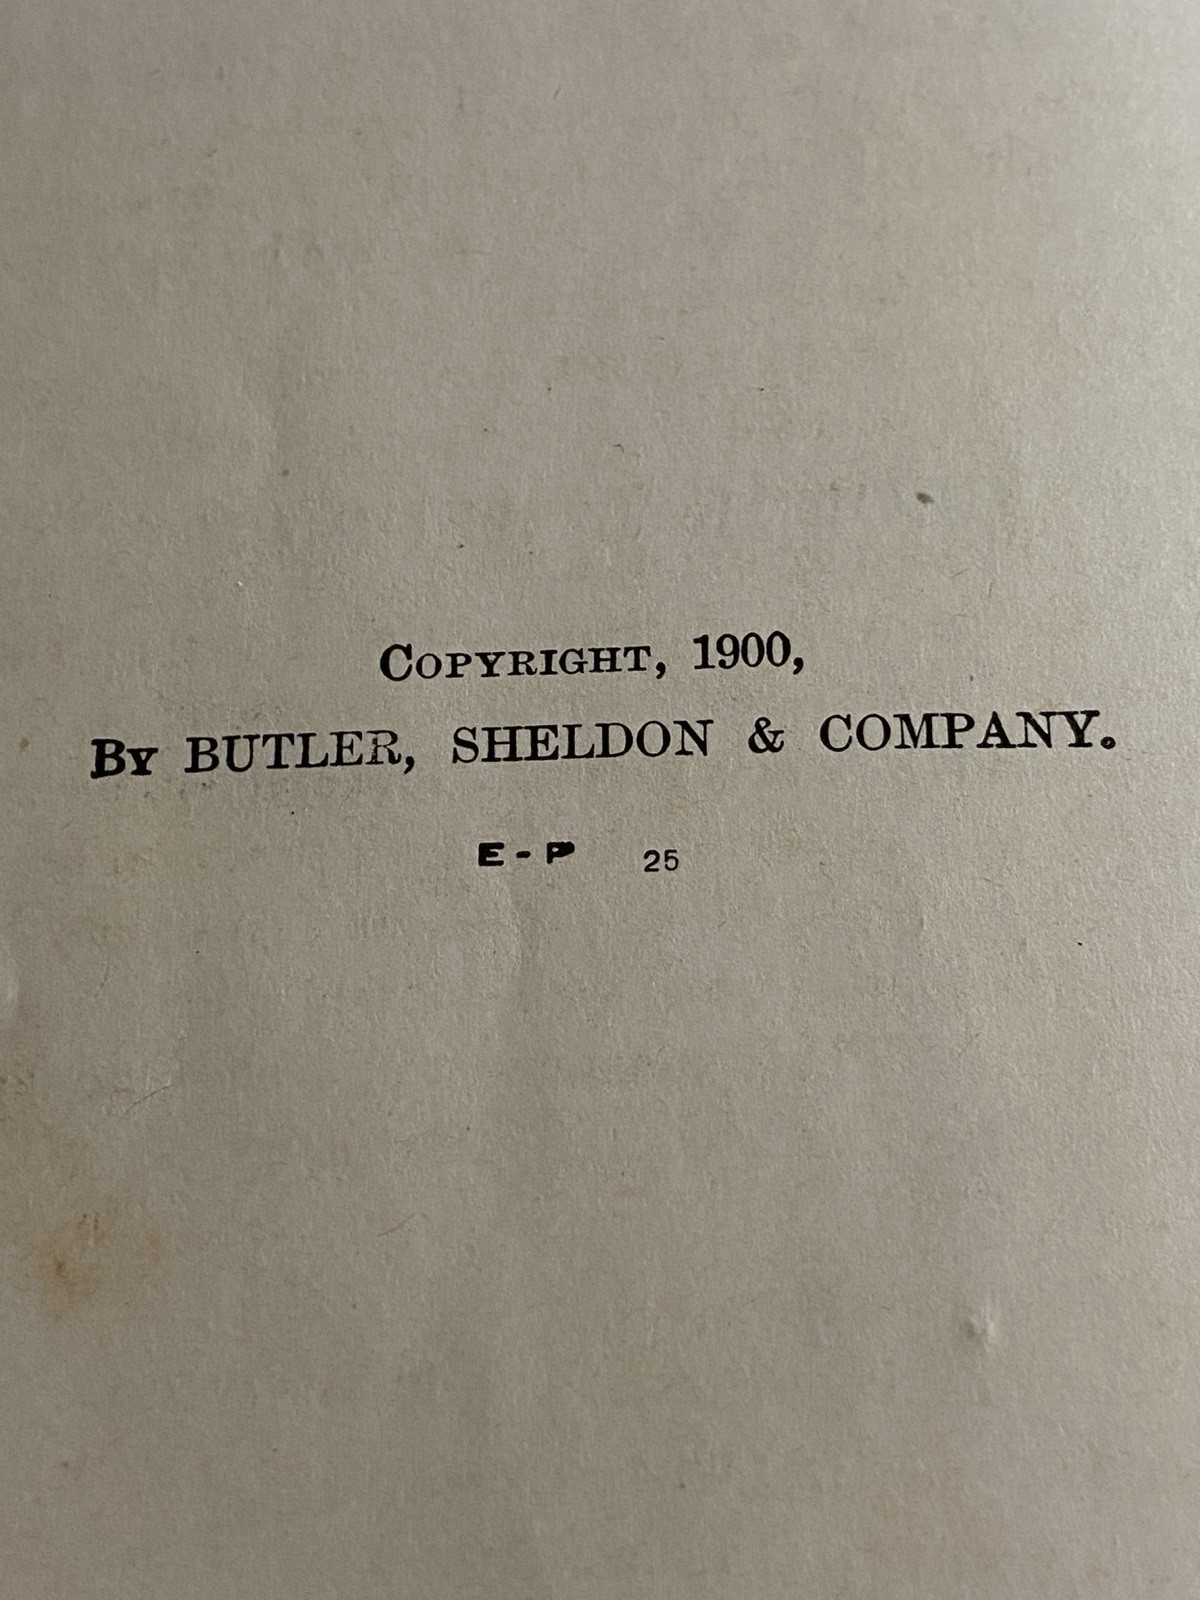 Copyright, 1900,
By BUTLER, SHELDON & COMPANY.
E-P 25